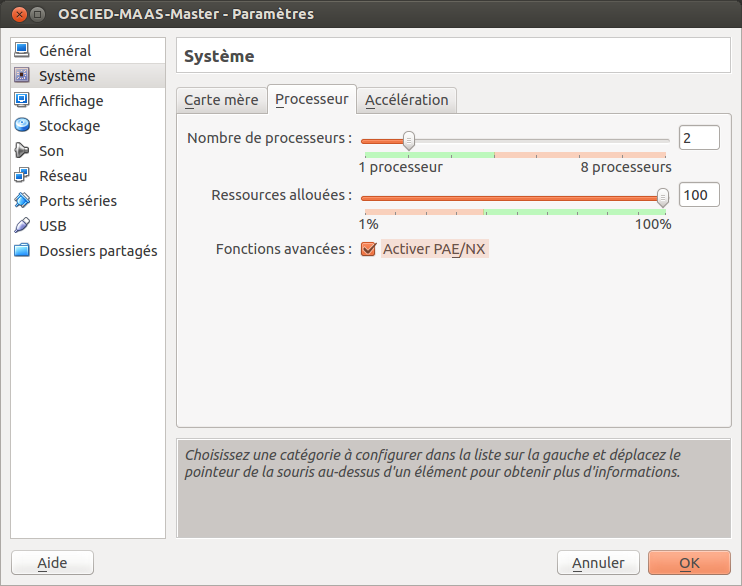 OSCIED-MAAS-Master - Paramètres
Général
Système
Affichage
Stockage
Son
Réseau
Ports séries
USB
Dossiers partagés
Système
Carte mère Processeur Accélération
Nombre de processeurs : 2
1 processeur 8 processeurs
Ressources allouées : 100
1% 100%
Fonctions avancées : Activer PAE/NX
Choisissez une catégorie à configurer dans la liste sur la gauche et déplacez le
pointeur de la souris au-dessus d'un élément pour obtenir plus d'informations.
Aide Annuler OK